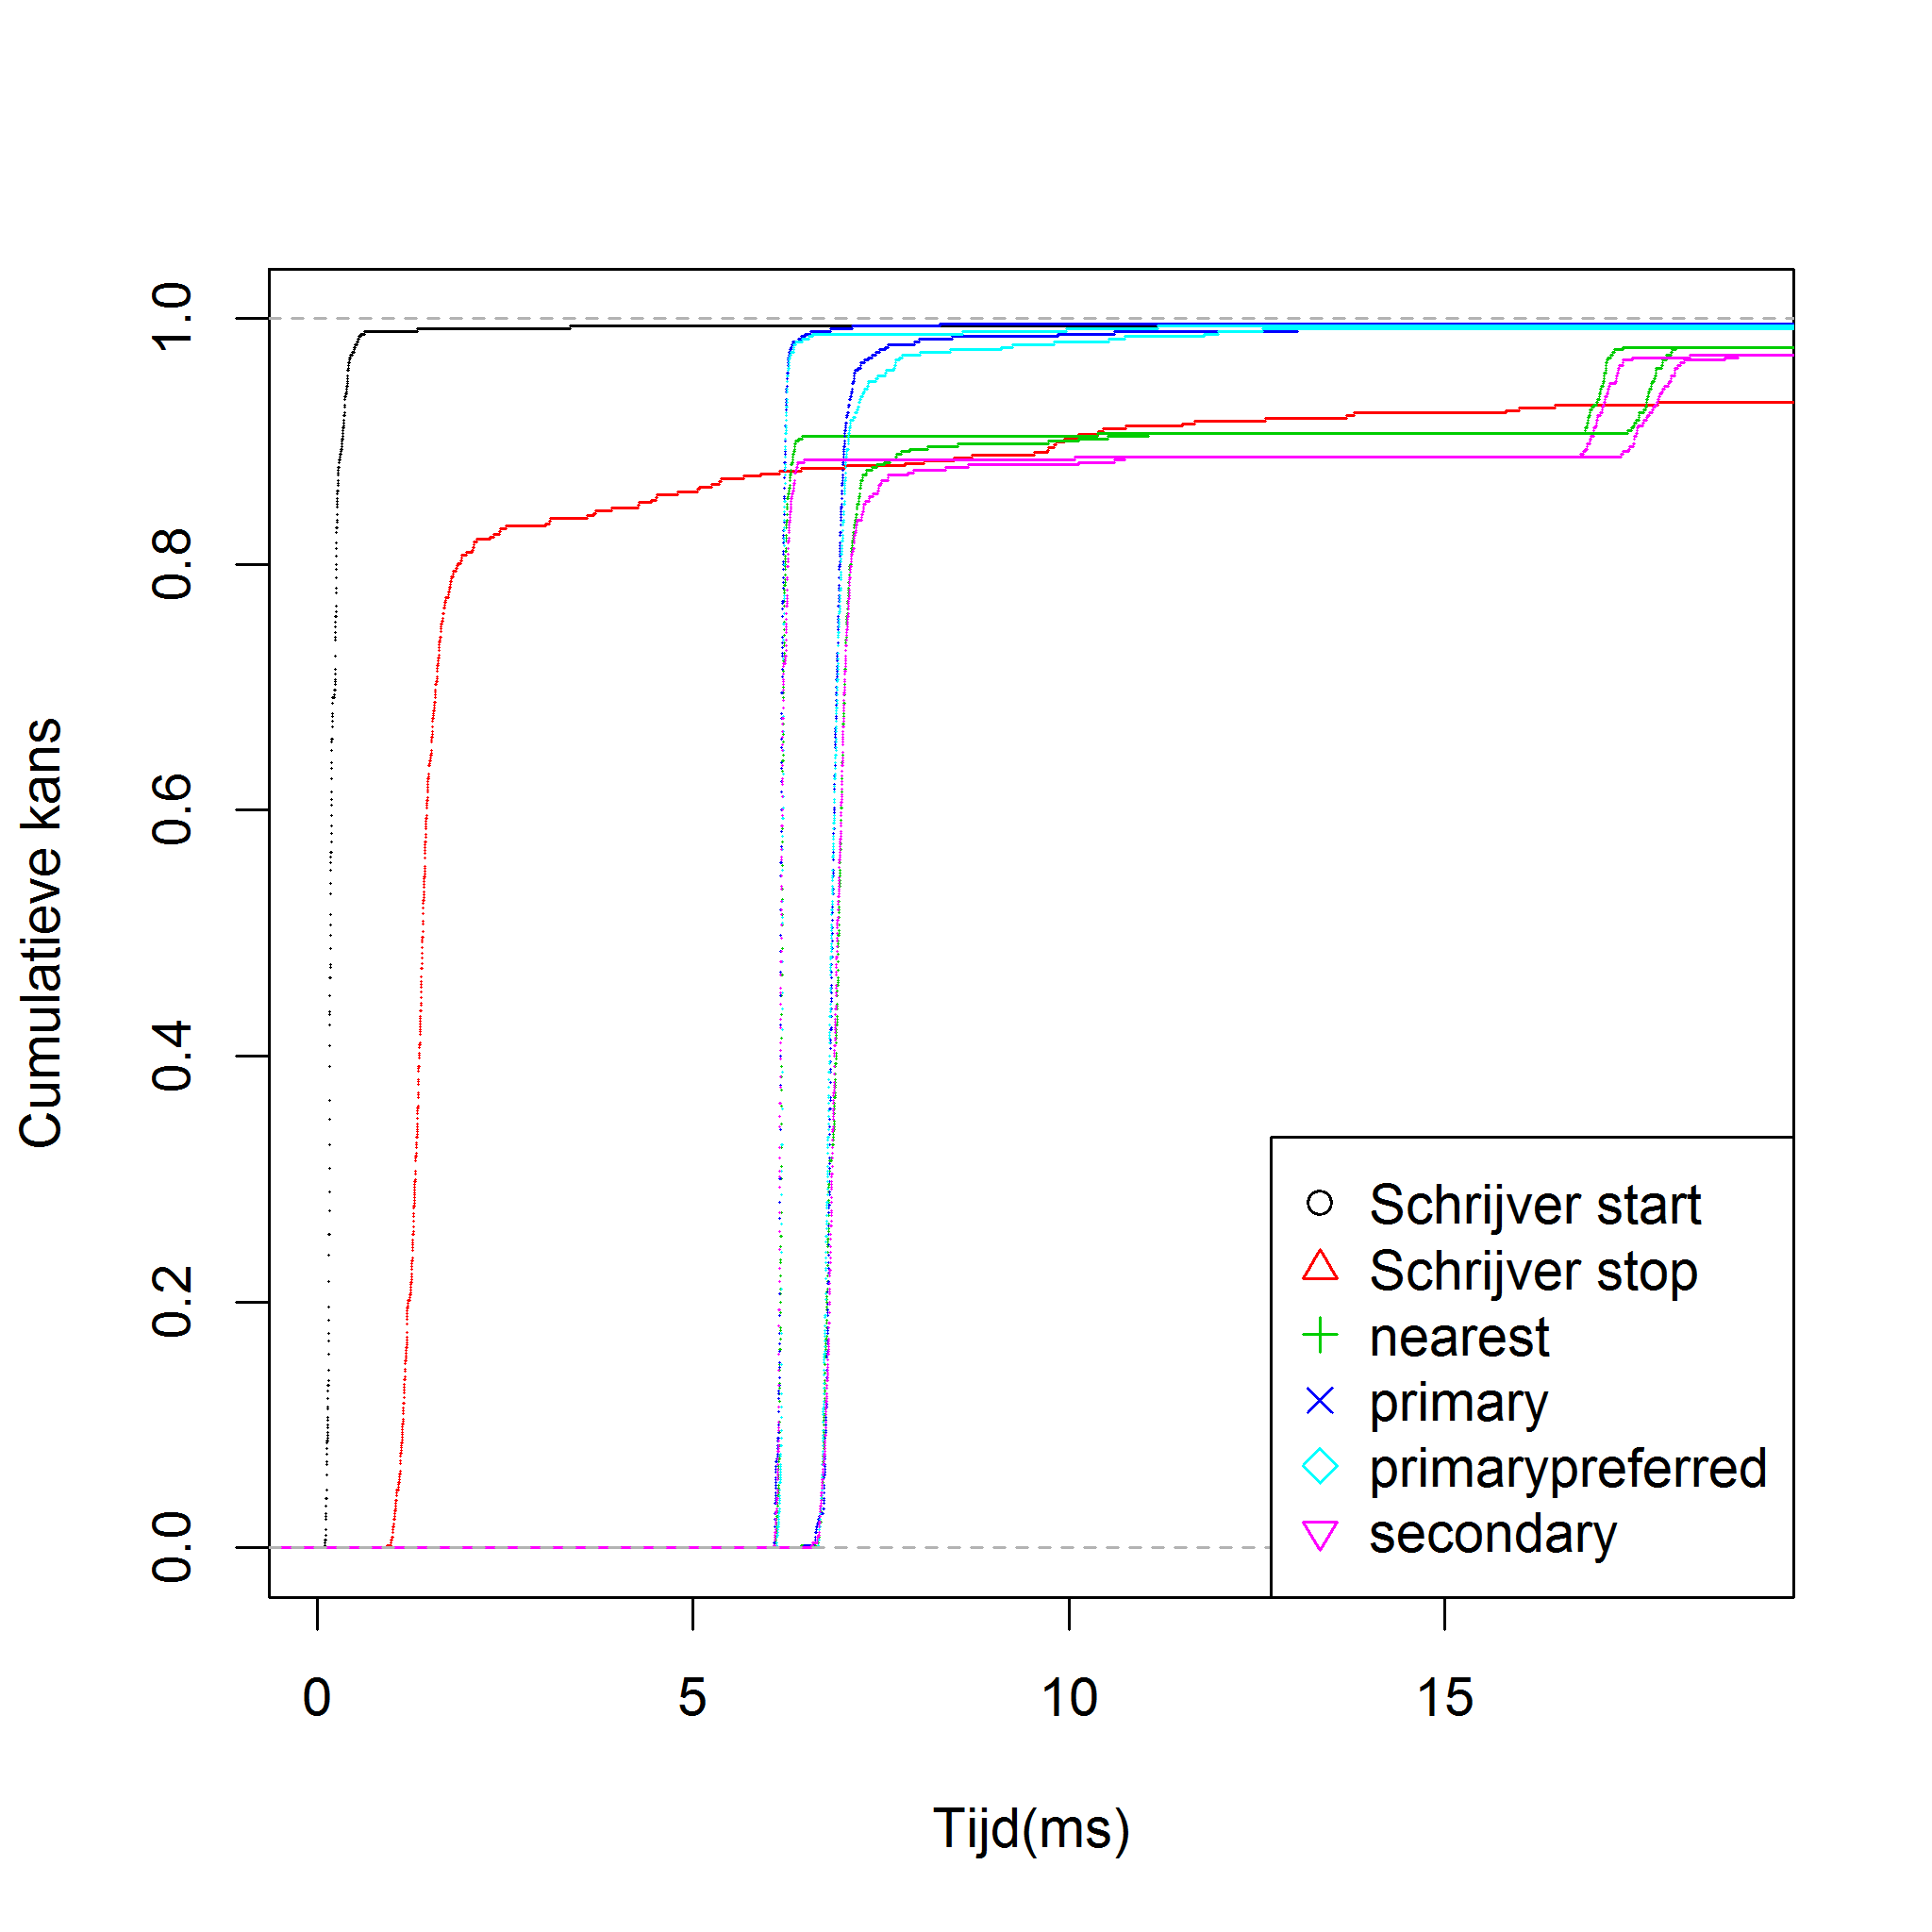 Cumulatieve kans
1.0
0.8
0.6
0.4
0.2
0.0
0 5 10 15
Tijd(ms)
Schrijver start
Schrijver stop
nearest
primary
primarypreferred
secondary